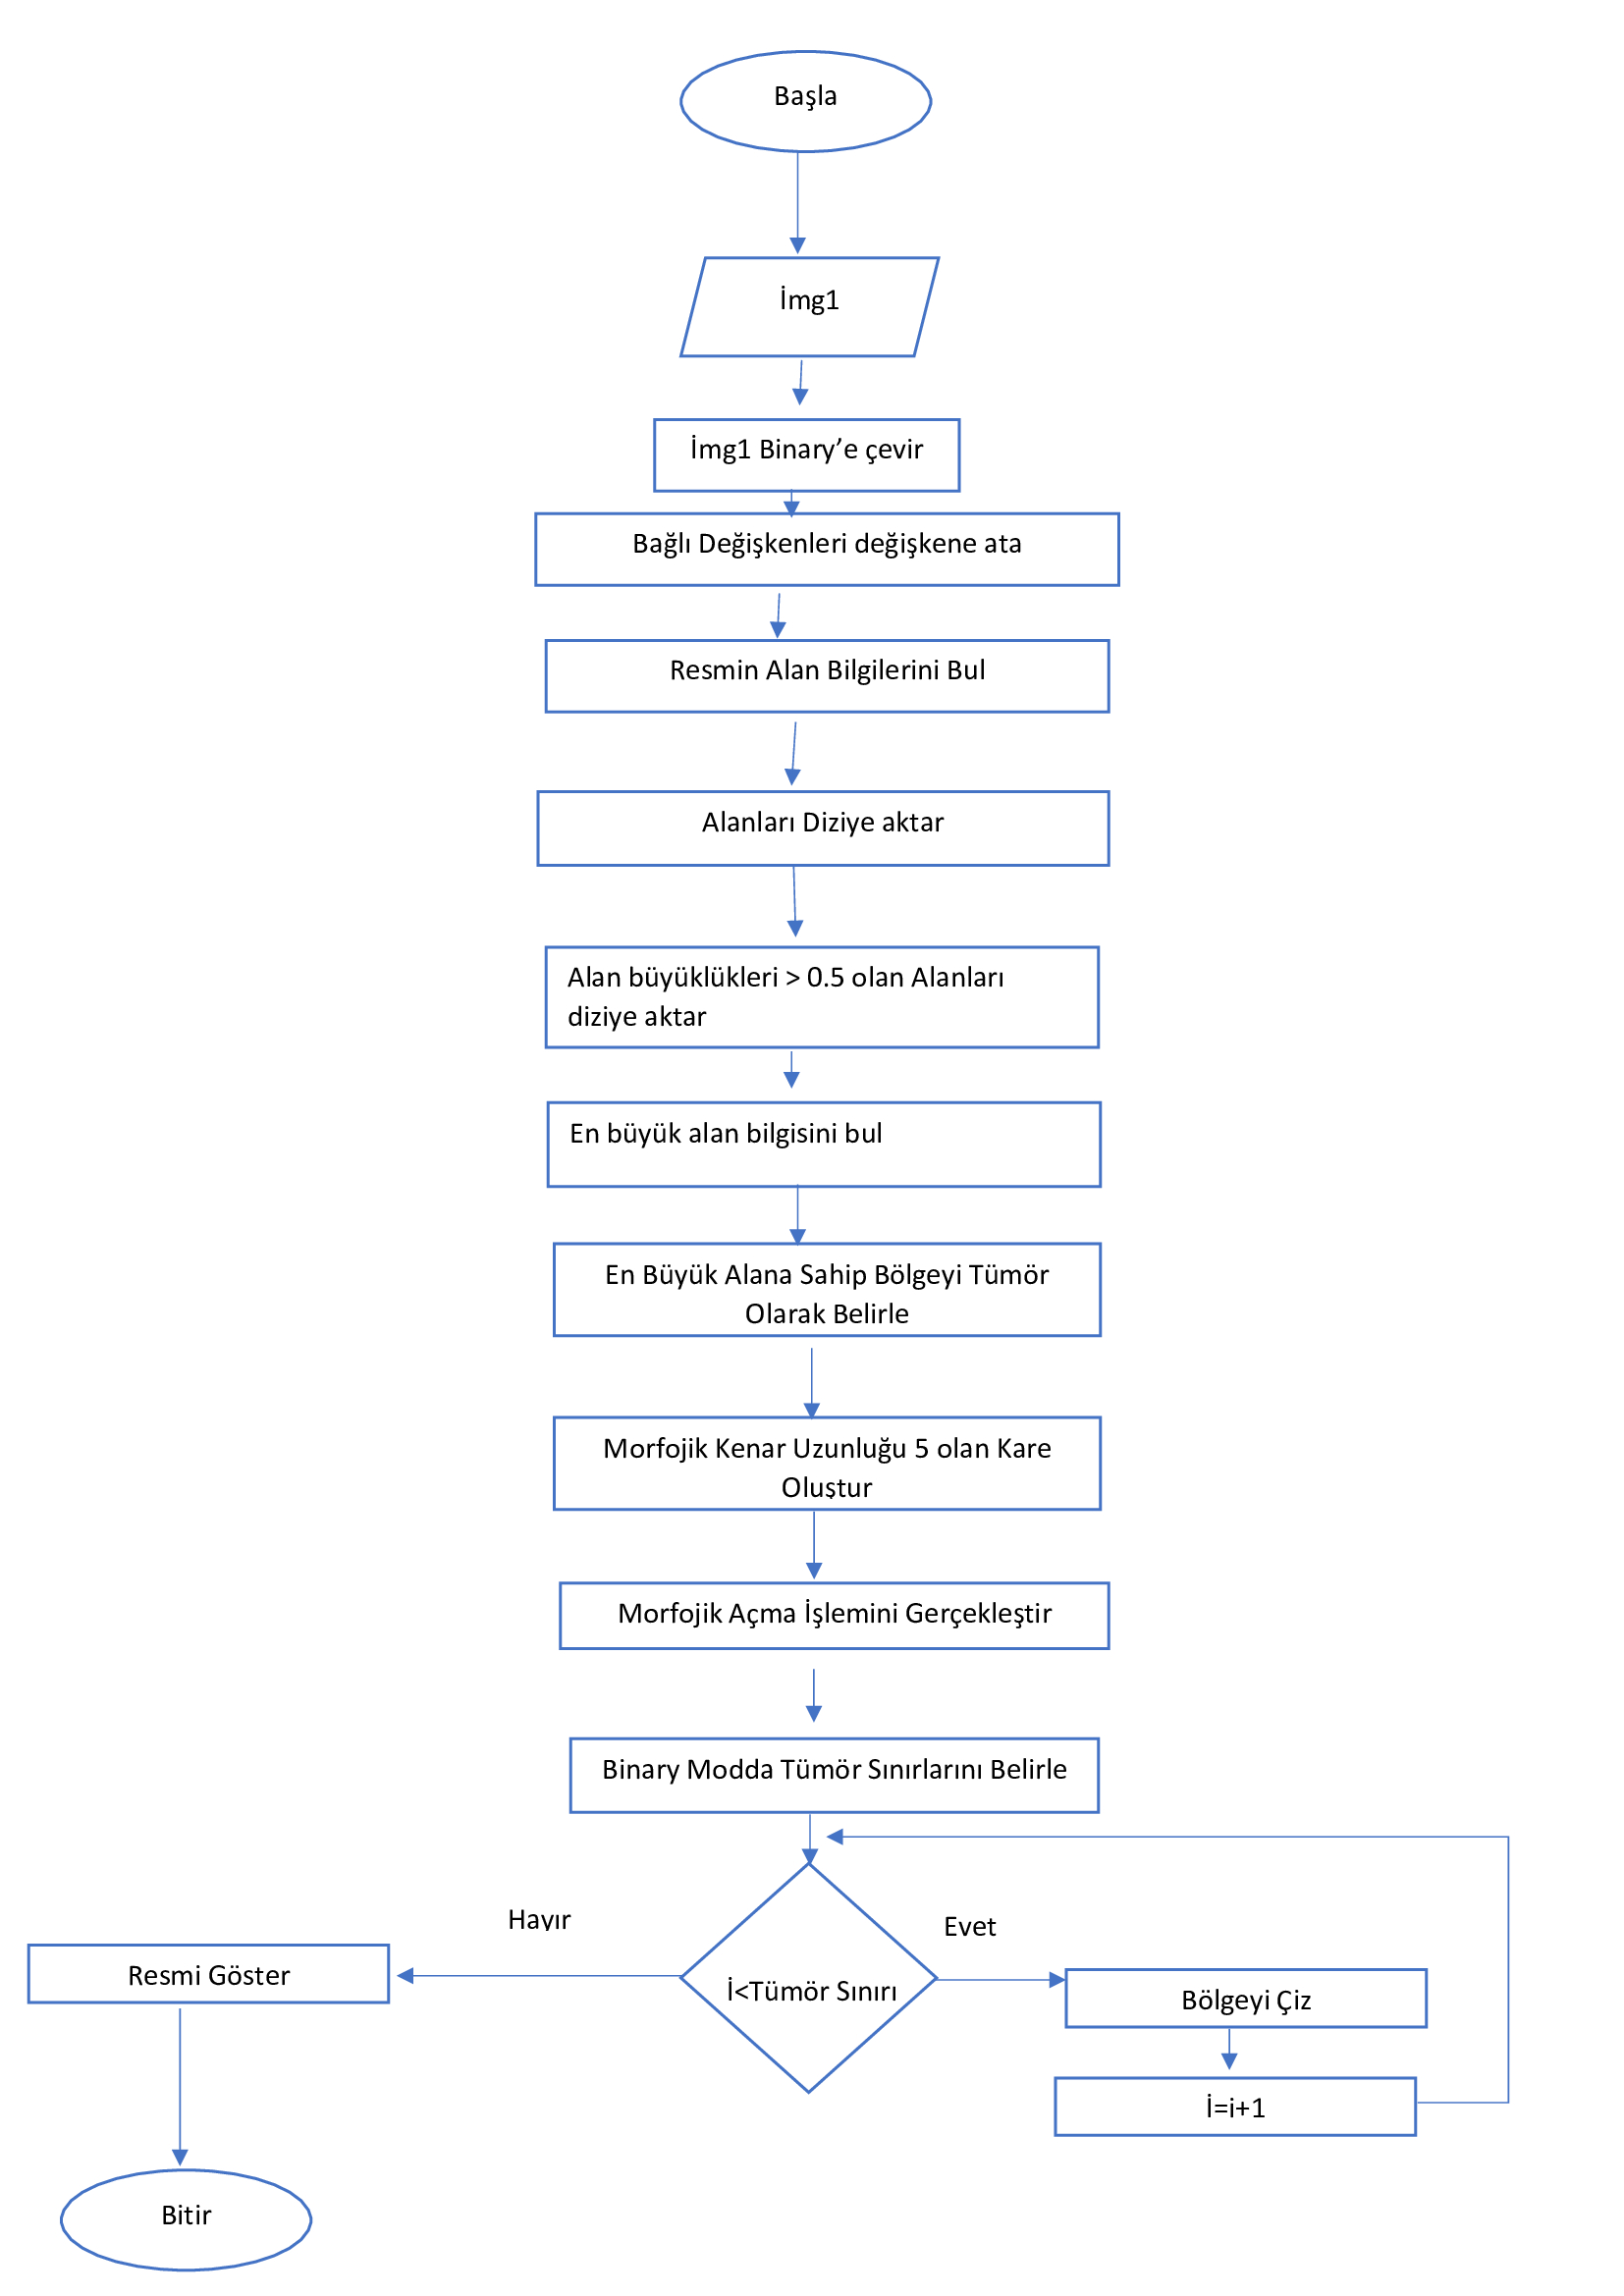 Başla
İmg1
İmg1 Binary’e çevir
Bağlı Değişkenleri değişkene ata
Resmin Alan Bilgilerini Bul
Alanları Diziye aktar
Alan büyüklükleri > 0.5 olan Alanları
diziye aktar
En büyük alan bilgisini bul
En Büyük Alana Sahip Bölgeyi Tümör
Olarak Belirle
Morfojik Kenar Uzunluğu 5 olan Kare
Oluştur
Morfojik Açma İşlemini Gerçekleştir
Binary Modda Tümör Sınırlarını Belirle
Hayır
Evet
Resmi Göster
İ<Tümör Sınırı
Bölgeyi Çiz
İ=i+1
Bitir